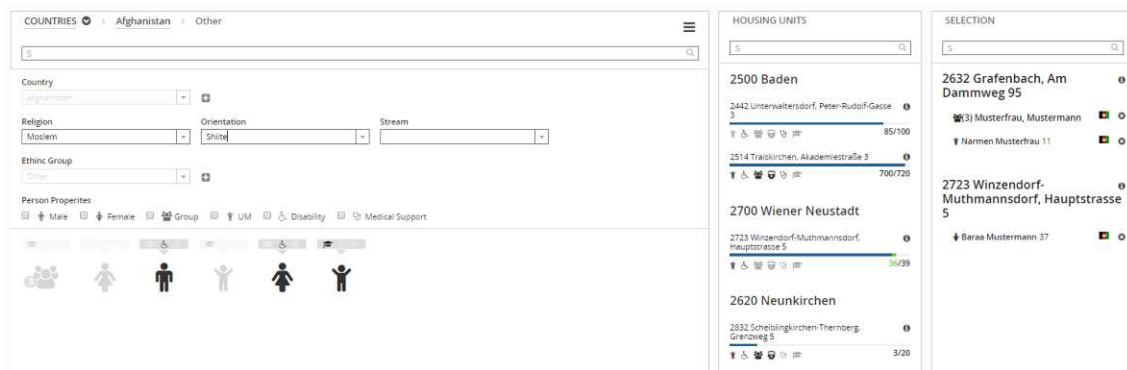 COUNTRIES > Afghanistan > Other
S
Country
Afghanistan
Religion Orientation Stream
Moslem Shiite
Ethinc Group
Other
Person Properites
Male Female Group UM Disability Medical Support
3
HOUSING UNITS
S
2500 Baden
2442 Unterwaltersdorf, Peter-Rudolf-Gasse
3
85/100
2514 Traiskirchen, Akademiestraße 3
700/720
2700 Wiener Neustadt
2723 Winzendorf-Muthmannsdorf,
Hauptstrasse 5
36/39
2620 Neunkirchen
2832 Scheiblingkirchen-Thernberg,
Grenzweg 5
3/20
SELECTION
S
2632 Grafenbach, Am
Dammweg 95
(3) Musterfrau, Mustermann
Narmen Musterfrau 11
2723 Winzendorf-
Muthmannsdorf, Hauptstrasse
5
Baraa Mustermann 37